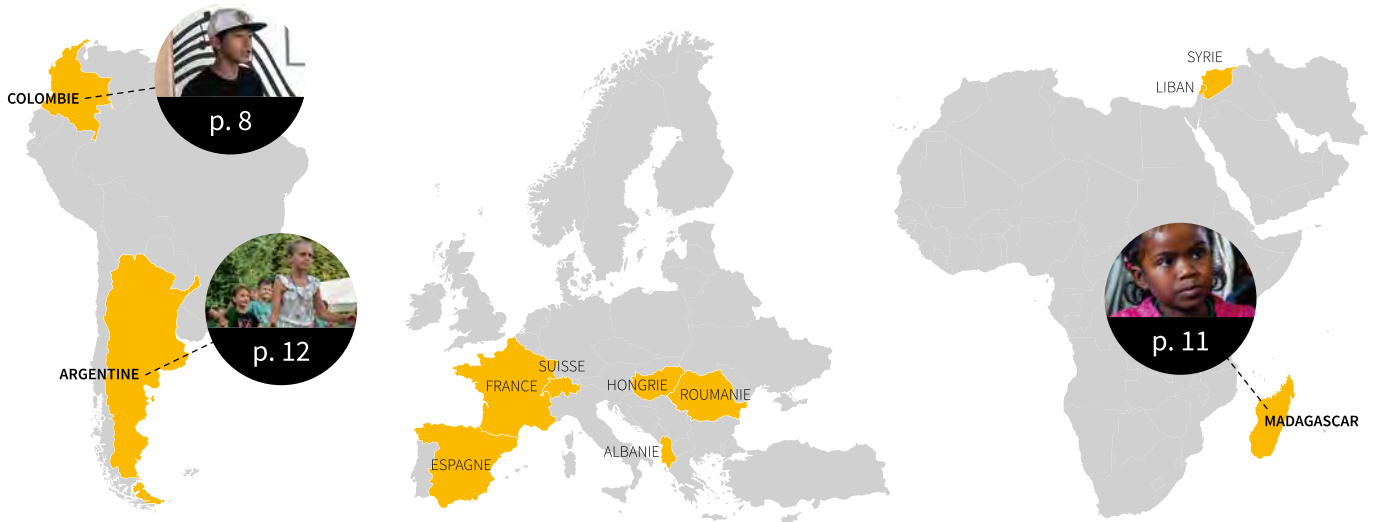 COLOMBIE
p. 8
ARGENTINE
p. 12
SUISSE
FRANCE
HONGRIE
ROUMANIE
ALBANIE
ESPAGNE
SYRIE
LIBAN
p. 11
MADAGASCAR